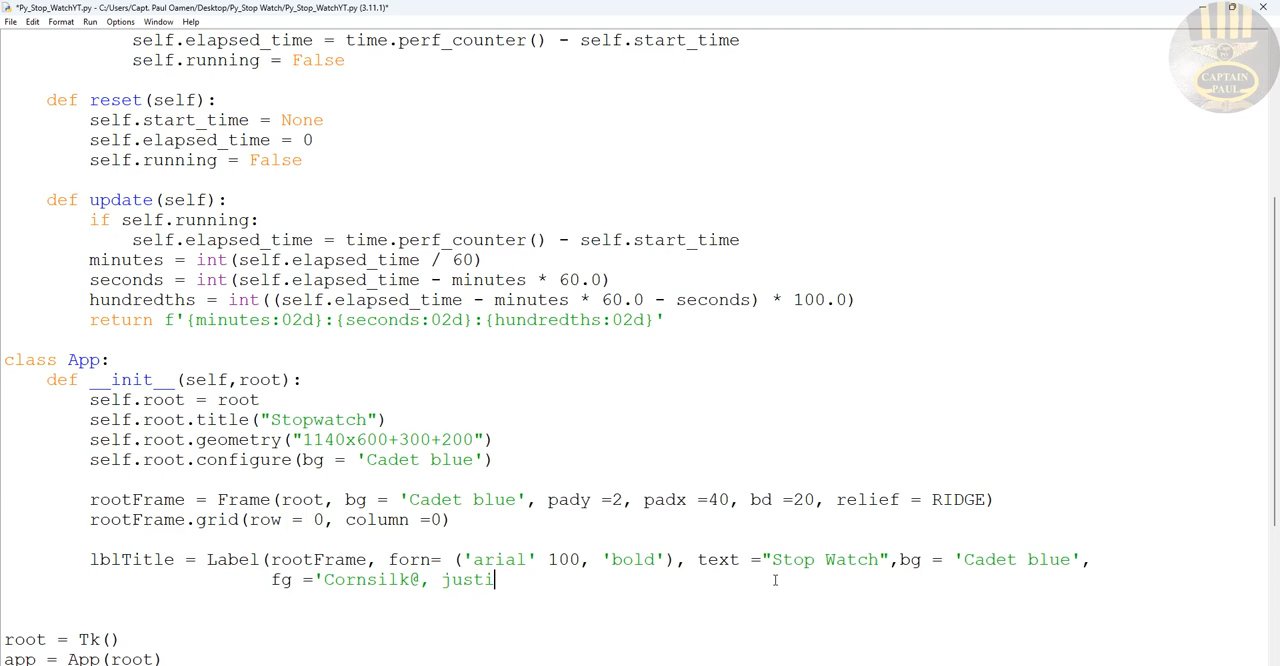 *Py_Stop_WatchYT.py - C:/Users/Capt. Paul Oamen/Desktop/Py_Stop Watch/Py_Stop_WatchYT.py (3.11.1)*
File Edit Format Run Options Window Help
self.elapsed_time = time.perf_counter() - self.start_time
self.running = False
def reset(self):
self.start_time = None
self.elapsed_time = 0
self.running = False
def update(self):
if self.running:
self.elapsed_time = time.perf_counter() - self.start_time
minutes = int(self.elapsed_time / 60)
seconds = int(self.elapsed_time - minutes * 60.0)
hundredths = int((self.elapsed_time - minutes * 60.0 - seconds) * 100.0)
return f'{minutes:02d}:{seconds:02d}:{hundredths:02d}'
class App:
def __init__(self,root):
self.root = root
self.root.title("Stopwatch")
self.root.geometry("1140x600+300+200")
self.root.configure(bg = 'Cadet blue')
rootFrame = Frame(root, bg = 'Cadet blue', pady =2, padx =40, bd =20, relief = RIDGE)
rootFrame.grid(row = 0, column =0)
lblTitle = Label(rootFrame, forn= ('arial' 100, 'bold'), text ="Stop Watch",bg = 'Cadet blue',
fg ='Cornsilk@, justi
root = Tk()
app = App(root)
CAPTAIN
PAUL